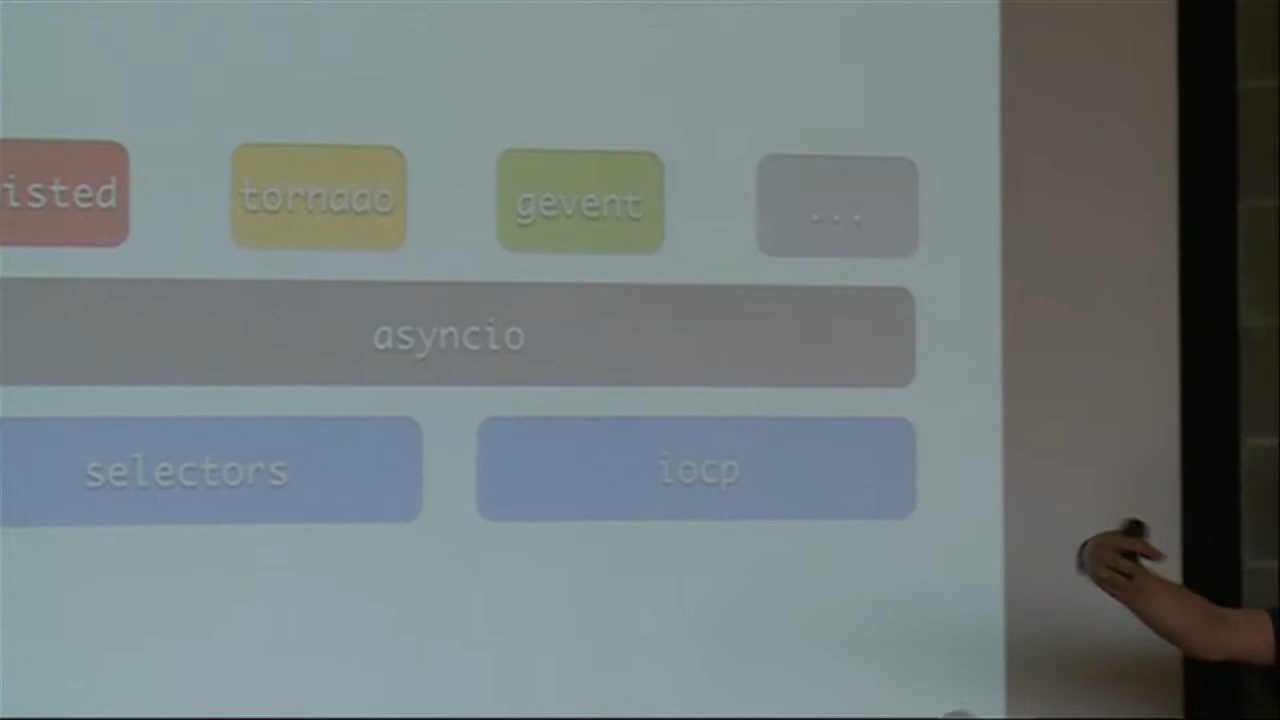 isted tornado gevent ...
asyncio
selectors iocp